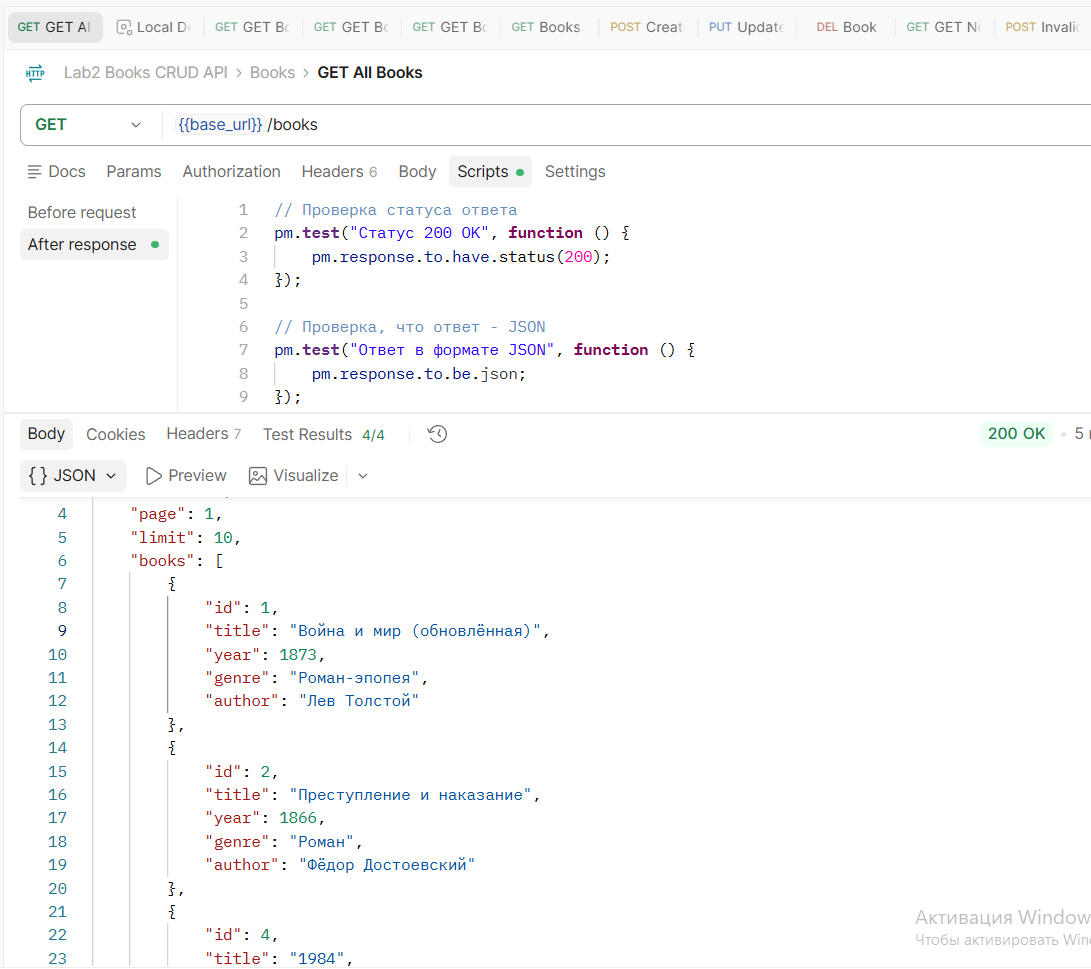 GET GET Al Local De GET GET Bo GET GET Bo GET GET Bo GET Books POST Creat PUT Update DEL Book GET GET No POST Invalid
HTTP Lab2 Books CRUD API > Books > GET All Books
GET {{base_url}} /books
Docs Params Authorization Headers 6 Body Scripts Settings
Before request
After response
1 // Проверка статуса ответа
2 pm.test("Статус 200 OK", function () {
3 pm.response.to.have.status(200);
4 });
5
6 // Проверка, что ответ - JSON
7 pm.test("Ответ в формате JSON", function () {
8 pm.response.to.be.json;
9 });
Body Cookies Headers 7 Test Results 4/4 200 OK • 5
{} JSON Preview Visualize
4 "page": 1,
5 "limit": 10,
6 "books": [
7 {
8 "id": 1,
9 "title": "Война и мир (обновлённая)",
10 "year": 1873,
11 "genre": "Роман-эпопея",
12 "author": "Лев Толстой"
13 },
14 {
15 "id": 2,
16 "title": "Преступление и наказание",
17 "year": 1866,
18 "genre": "Роман",
19 "author": "Фёдор Достоевский"
20 },
21 {
22 "id": 4,
23 "title": "1984",
Активация Window
Чтобы активировать Win